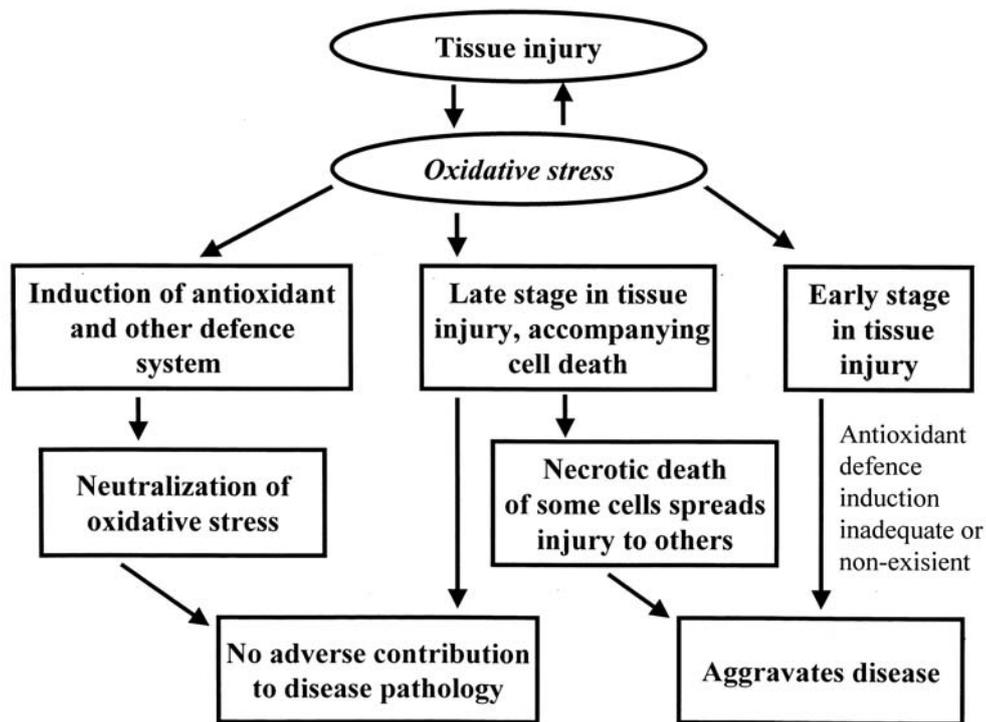 Tissue injury
Oxidative stress
Induction of antioxidant
and other defence
system
Late stage in tissue
injury, accompanying
cell death
Early stage
in tissue
injury
Antioxidant
defence
induction
inadequate or
non-exisient
Neutralization of
oxidative stress
Necrotic death
of some cells spreads
injury to others
No adverse contribution
to disease pathology
Aggravates disease